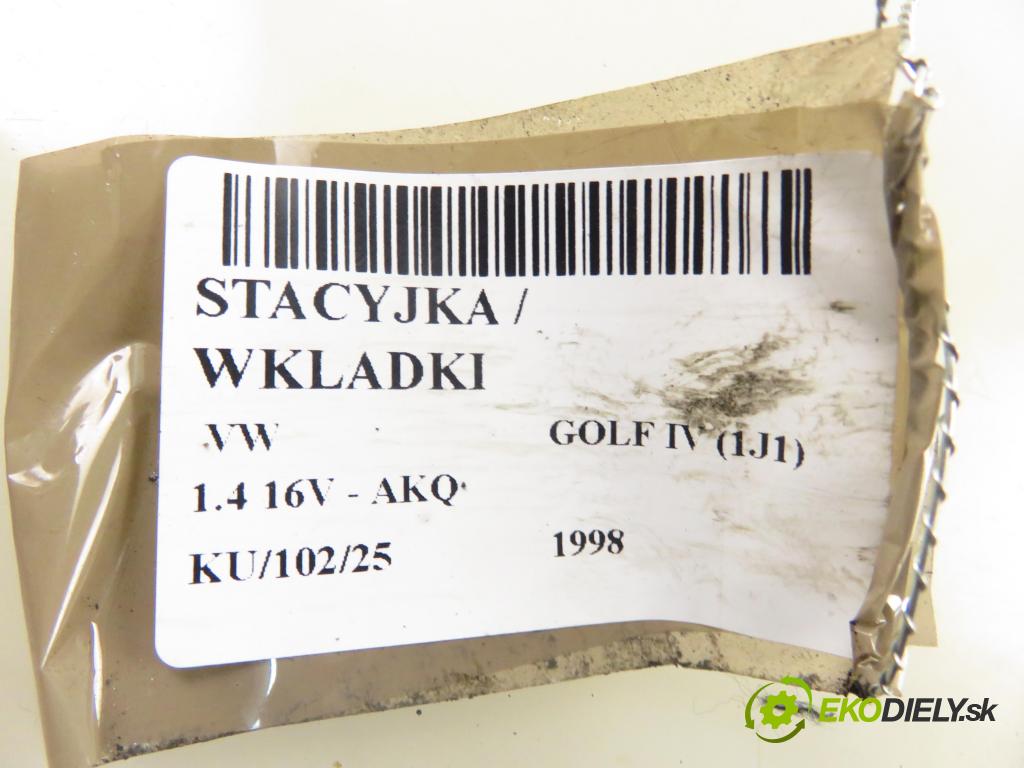 STACYJKA /
WKLADKI
VW GOLF IV (1J1)
1.4 16V - AKQ
KU/102/25 1998
EKODIELY.sk